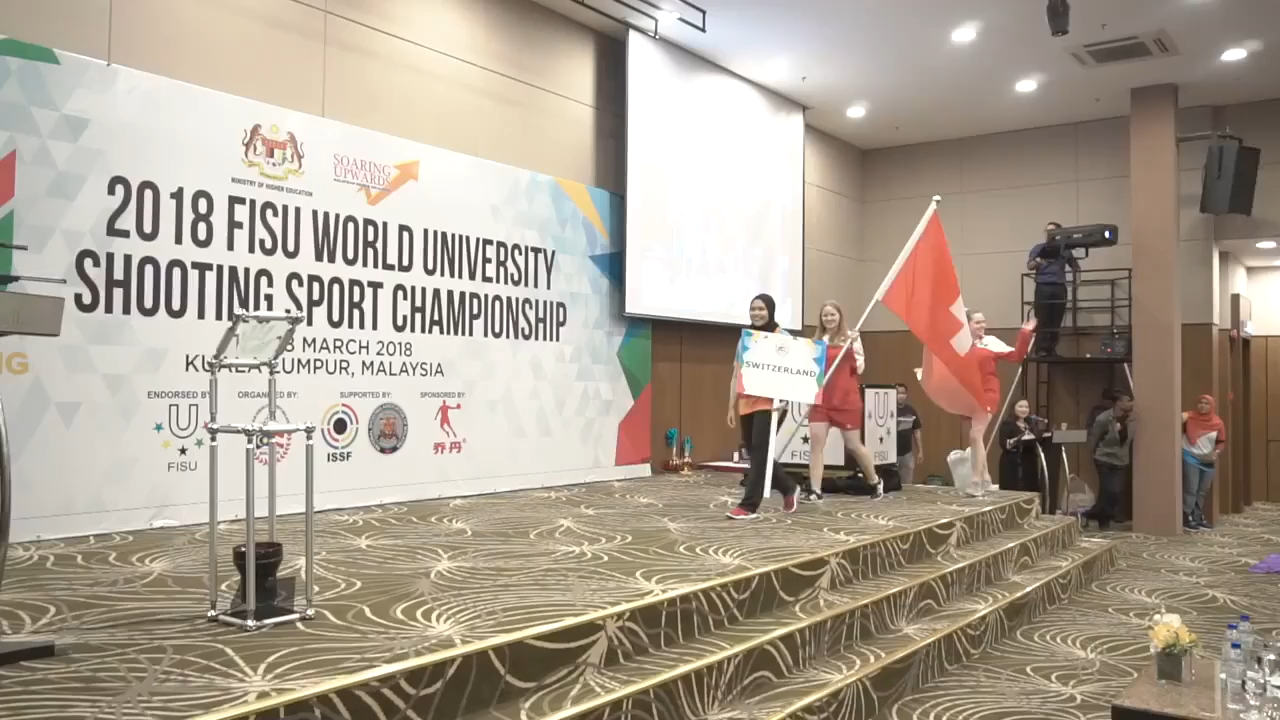 MINISTRY OF HIGHER EDUCATION
SOARING
UPWARDS
2018 FISU WORLD UNIVERSITY
SHOOTING SPORT CHAMPIONSHIP
MARCH 2018
KUALA LUMPUR, MALAYSIA
ENDORSED BY:
ORGANISED BY:
SUPPORTED BY:
SPONSORED BY:
FISU
ISSF
乔丹
NG
SWITZERLAND
FISU
FISU